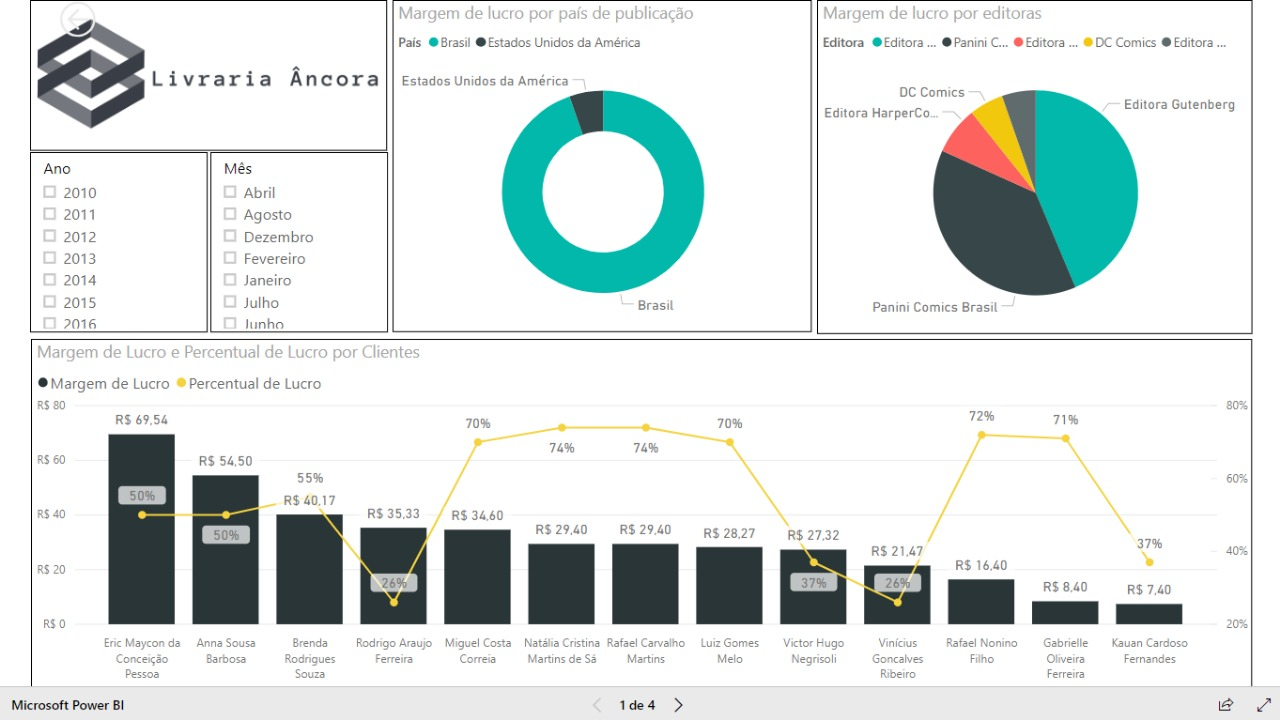 Livraria Âncora
Ano
2010
2011
2012
2013
2014
2015
2016
Mês
Abril
Agosto
Dezembro
Fevereiro
Janeiro
Julho
Junho
Margem de lucro por país de publicação
País Brasil Estados Unidos da América
Estados Unidos da América
Brasil
Margem de lucro por editoras
Editora Editora ... Panini C... Editora ... DC Comics Editora ...
DC Comics
Editora HarperCo...
Editora Gutenberg
Panini Comics Brasil
Margem de Lucro e Percentual de Lucro por Clientes
Margem de Lucro Percentual de Lucro
R$ 80
R$ 60
R$ 40
R$ 20
R$ 0
80%
60%
40%
20%
R$ 69,54
R$ 54,50
R$ 40,17
R$ 35,33
R$ 34,60
R$ 29,40
R$ 29,40
R$ 28,27
R$ 27,32
R$ 21,47
R$ 16,40
R$ 8,40
R$ 7,40
50%
50%
55%
26%
70%
74%
74%
70%
37%
26%
72%
71%
37%
Eric Maycon da
Conceição
Pessoa
Anna Sousa
Barbosa
Brenda
Rodrigues
Souza
Rodrigo Araujo
Ferreira
Miguel Costa
Correia
Natália Cristina
Martins de Sá
Rafael Carvalho
Martins
Luiz Gomes
Melo
Victor Hugo
Negrisoli
Vinícius
Goncalves
Ribeiro
Rafael Nonino
Filho
Gabrielle
Oliveira
Ferreira
Kauan Cardoso
Fernandes
Microsoft Power BI
1 de 4